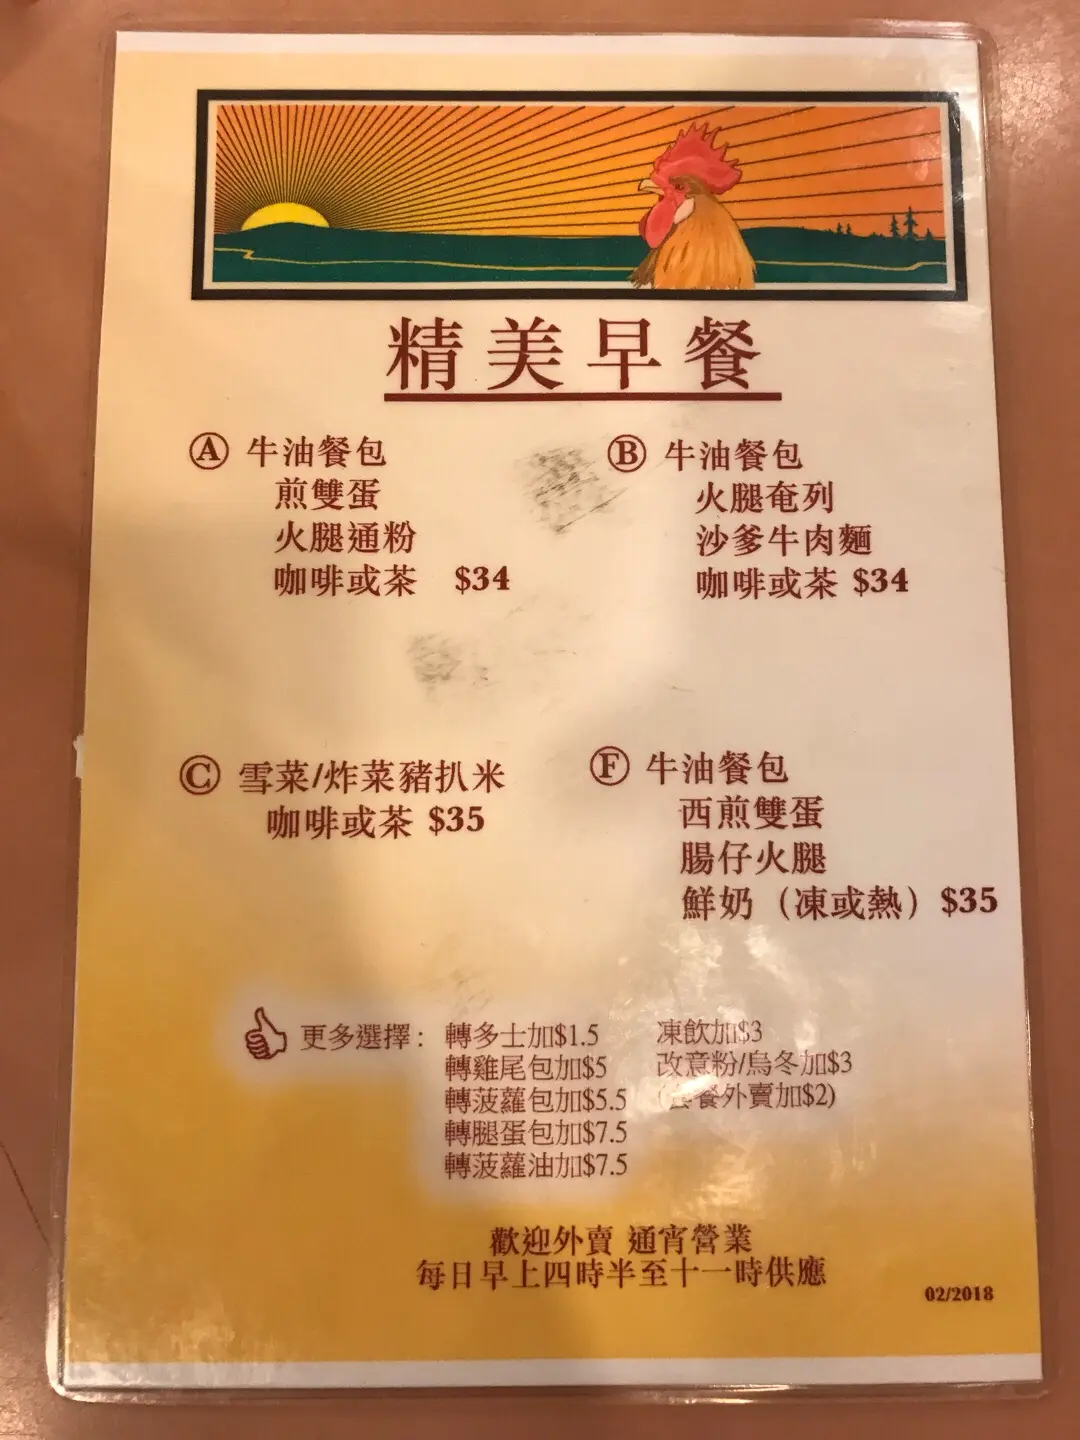 精美早餐
Ⓐ 牛油餐包
煎雙蛋
火腿通粉
咖啡或茶 $34
Ⓑ 牛油餐包
火腿奄列
沙爹牛肉麵
咖啡或茶 $34
Ⓒ 雪菜/炸菜豬扒米
咖啡或茶 $35
Ⓕ 牛油餐包
西煎雙蛋
腸仔火腿
鮮奶（凍或熱）$35
更多選擇：轉多士加$1.5
轉雞尾包加$5
轉菠蘿包加$5.5
轉腿蛋包加$7.5
轉菠蘿油加$7.5
凍飲加$3
改意粉/烏冬加$3
(餐外賣加$2)
歡迎外賣 通宵營業
每日早上四時半至十一時供應
02/2018